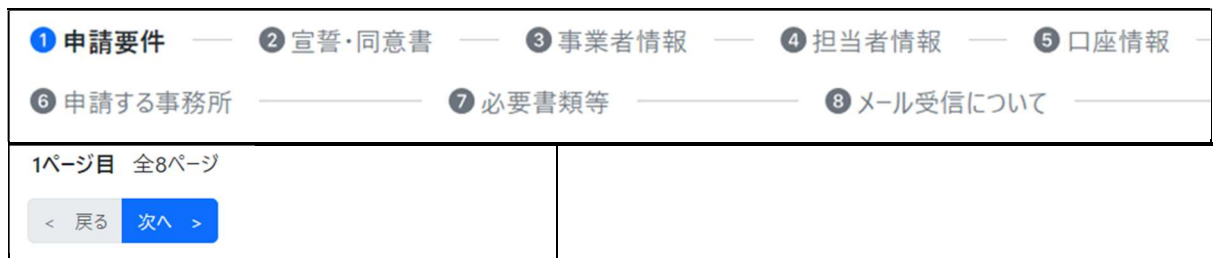 ❶ 申請要件 ❷ 宣誓・同意書 ❸ 事業者情報 ❹ 担当者情報 ❺ 口座情報
❻ 申請する事務所 ❼ 必要書類等 ❽ メール受信について
1ページ目 全8ページ
< 戻る 次へ >